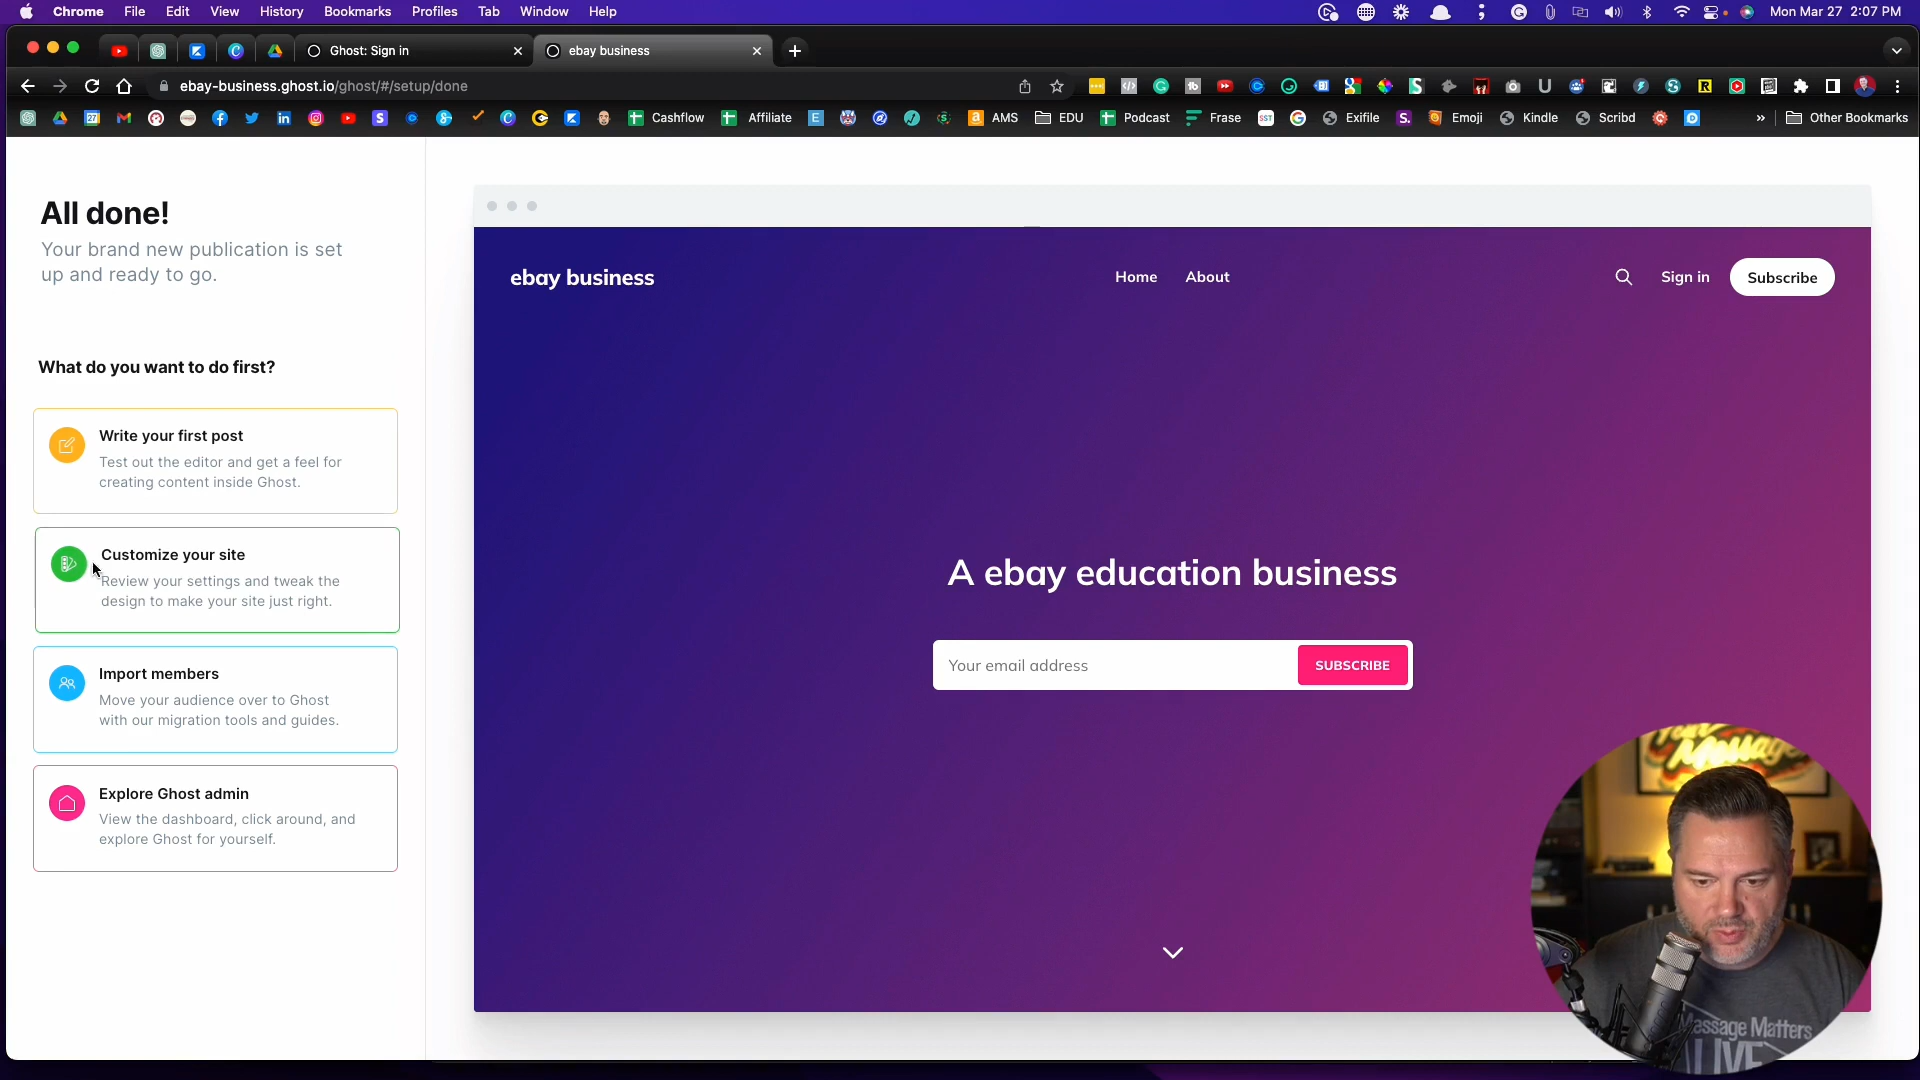 Chrome File Edit View History Bookmarks Profiles Tab Window Help Mon Mar 27 2:07 PM
Ghost: Sign in ebay business
ebay-business.ghost.io/ghost/#/setup/done
Cashflow Affiliate AMS EDU Podcast Frase Exifile Emoji Kindle Scribd » Other Bookmarks
All done!
Your brand new publication is set
up and ready to go.
What do you want to do first?
Write your first post
Test out the editor and get a feel for
creating content inside Ghost.
Customize your site
Review your settings and tweak the
design to make your site just right.
Import members
Move your audience over to Ghost
with our migration tools and guides.
Explore Ghost admin
View the dashboard, click around, and
explore Ghost for yourself.
ebay business Home About Sign in Subscribe
A ebay education business
Your email address SUBSCRIBE
Message
Message Matters
LIVE